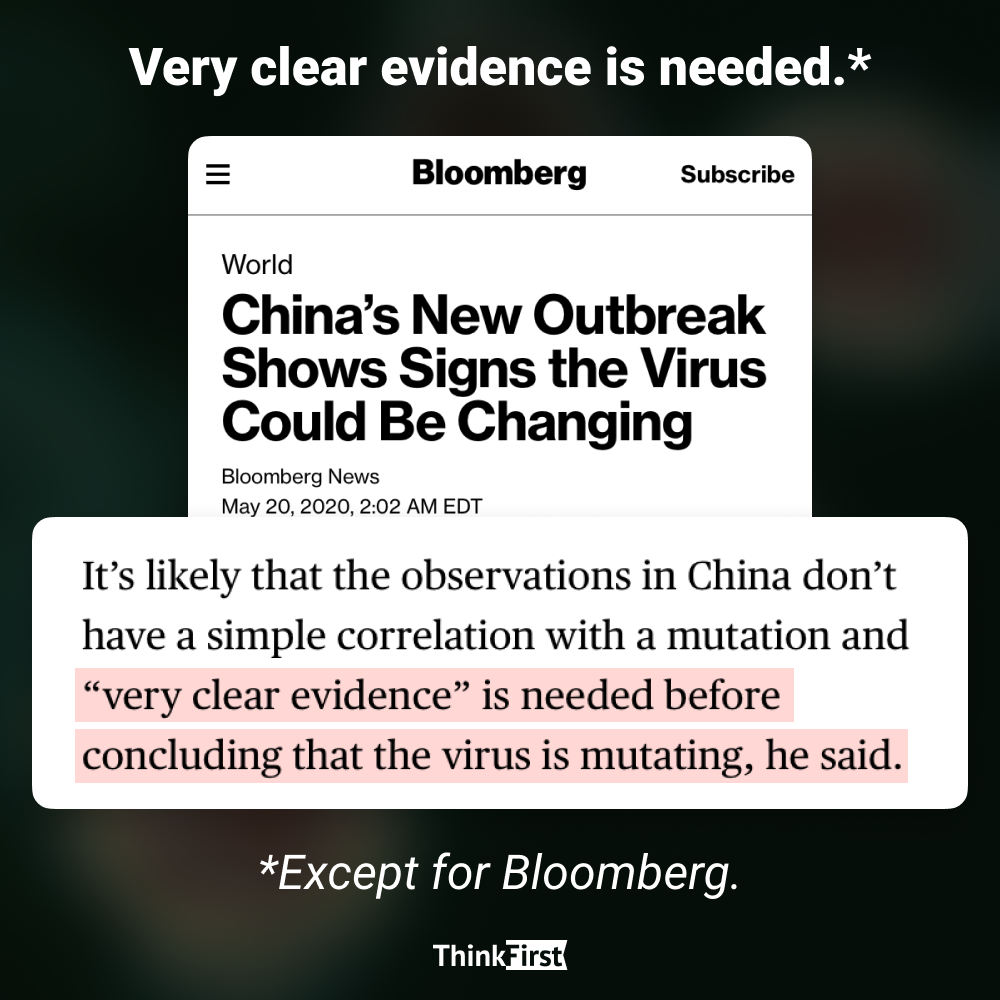 Very clear evidence is needed.*
Bloomberg Subscribe
World
China’s New Outbreak
Shows Signs the Virus
Could Be Changing
Bloomberg News
May 20, 2020, 2:02 AM EDT
It’s likely that the observations in China don’t
have a simple correlation with a mutation and
“very clear evidence” is needed before
concluding that the virus is mutating, he said.
*Except for Bloomberg.
ThinkFirst